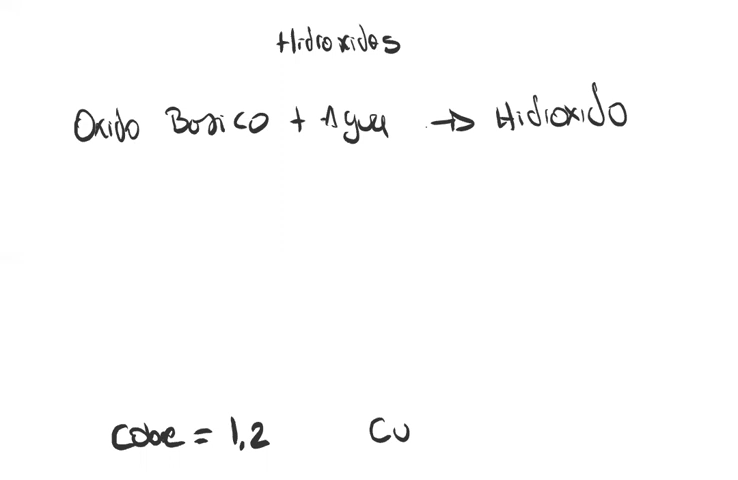 Hidroxidos
Oxido Basico + Agua → Hidroxido
Cobre = 1,2 Cu